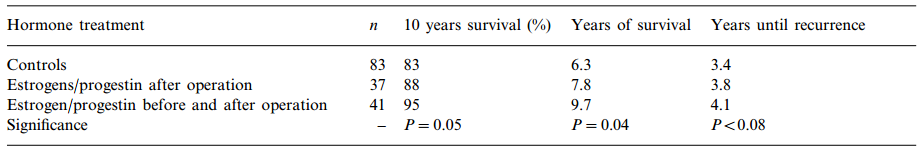 Hormone treatment n 10 years survival (%) Years of survival Years until recurrence
Controls 83 83 6.3 3.4
Estrogens/progestin after operation 37 88 7.8 3.8
Estrogen/progestin before and after operation 41 95 9.7 4.1
Significance – P = 0.05 P = 0.04 P < 0.08